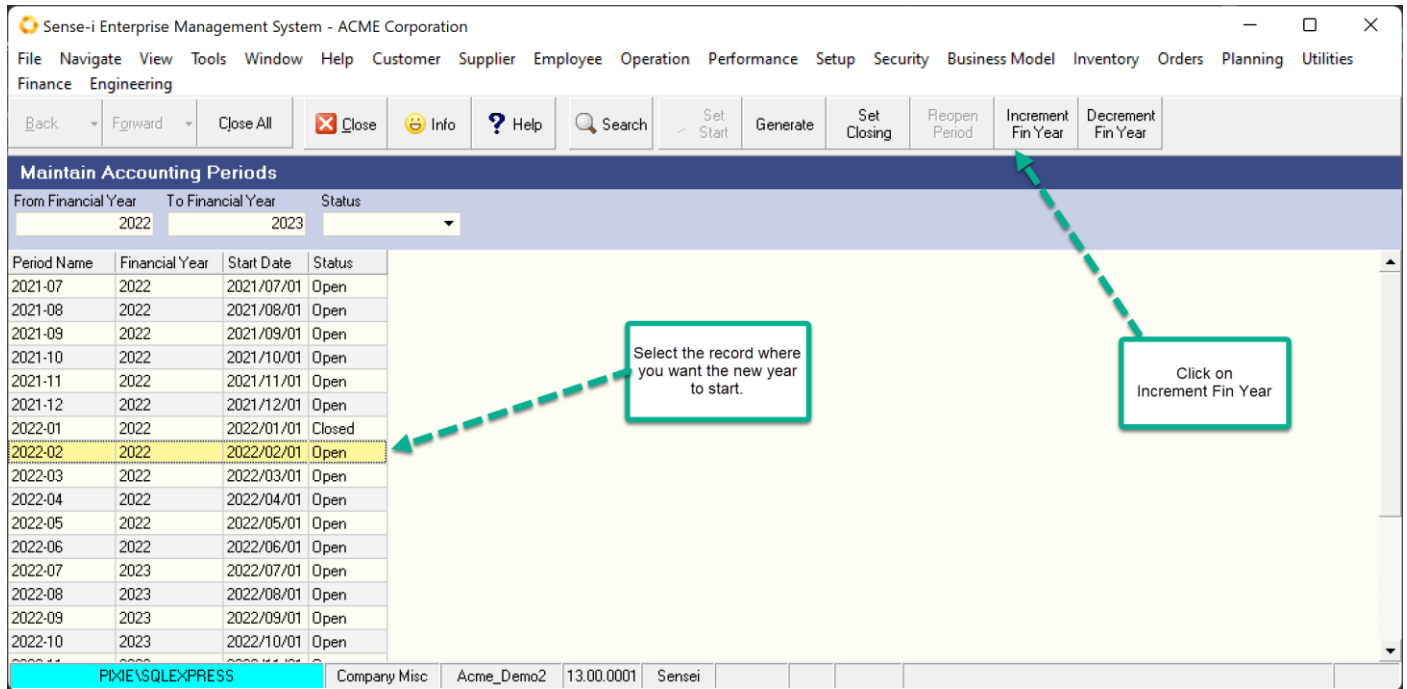 Sense-i Enterprise Management System - ACME Corporation
File Navigate View Tools Window Help Customer Supplier Employee Operation Performance Setup Security Business Model Inventory Orders Planning Utilities
Finance Engineering
Back Forward Close All Close Info Help Search Set Start Generate Set Closing Reopen Period Increment Fin Year Decrement Fin Year
Maintain Accounting Periods
From Financial Year To Financial Year Status
2022 2023
Period Name Financial Year Start Date Status
2021-07 2022 2021/07/01 Open
2021-08 2022 2021/08/01 Open
2021-09 2022 2021/09/01 Open
2021-10 2022 2021/10/01 Open
2021-11 2022 2021/11/01 Open
2021-12 2022 2021/12/01 Open
2022-01 2022 2022/01/01 Closed
2022-02 2022 2022/02/01 Open
2022-03 2022 2022/03/01 Open
2022-04 2022 2022/04/01 Open
2022-05 2022 2022/05/01 Open
2022-06 2022 2022/06/01 Open
2022-07 2023 2022/07/01 Open
2022-08 2023 2022/08/01 Open
2022-09 2023 2022/09/01 Open
2022-10 2023 2022/10/01 Open
Select the record where
you want the new year
to start.
Click on
Increment Fin Year
PIXIE\SQLEXPRESS Company Misc Acme_Demo2 13.00.0001 Sensei